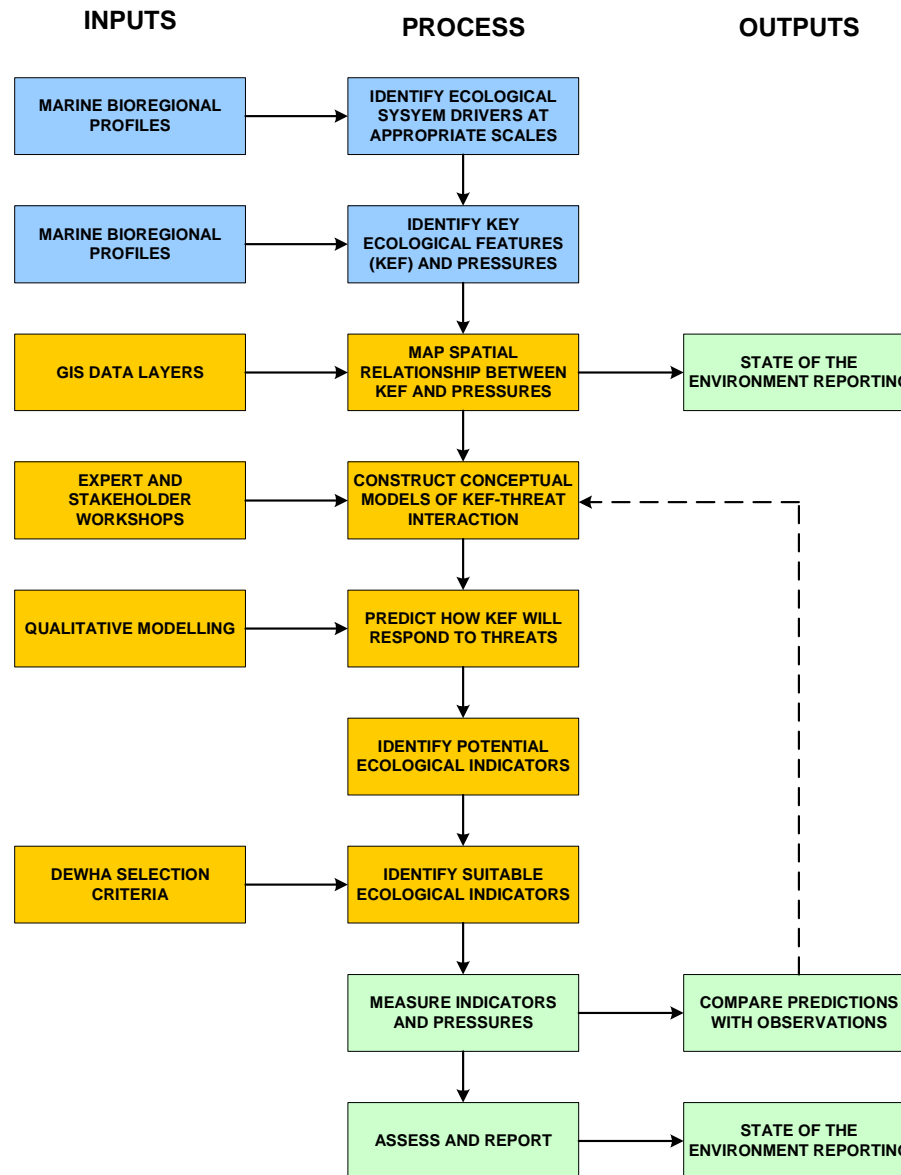 INPUTS
PROCESS
OUTPUTS
MARINE BIOREGIONAL
PROFILES
IDENTIFY ECOLOGICAL
SYSYEM DRIVERS AT
APPROPRIATE SCALES
MARINE BIOREGIONAL
PROFILES
IDENTIFY KEY
ECOLOGICAL FEATURES
(KEF) AND PRESSURES
GIS DATA LAYERS
MAP SPATIAL
RELATIONSHIP BETWEEN
KEF AND PRESSURES
STATE OF THE
ENVIRONMENT REPORTING
EXPERT AND
STAKEHOLDER
WORKSHOPS
CONSTRUCT CONCEPTUAL
MODELS OF KEF-THREAT
INTERACTION
QUALITATIVE MODELLING
PREDICT HOW KEF WILL
RESPOND TO THREATS
IDENTIFY POTENTIAL
ECOLOGICAL INDICATORS
DEWHA SELECTION
CRITERIA
IDENTIFY SUITABLE
ECOLOGICAL INDICATORS
MEASURE INDICATORS
AND PRESSURES
COMPARE PREDICTIONS
WITH OBSERVATIONS
ASSESS AND REPORT
STATE OF THE
ENVIRONMENT REPORTING